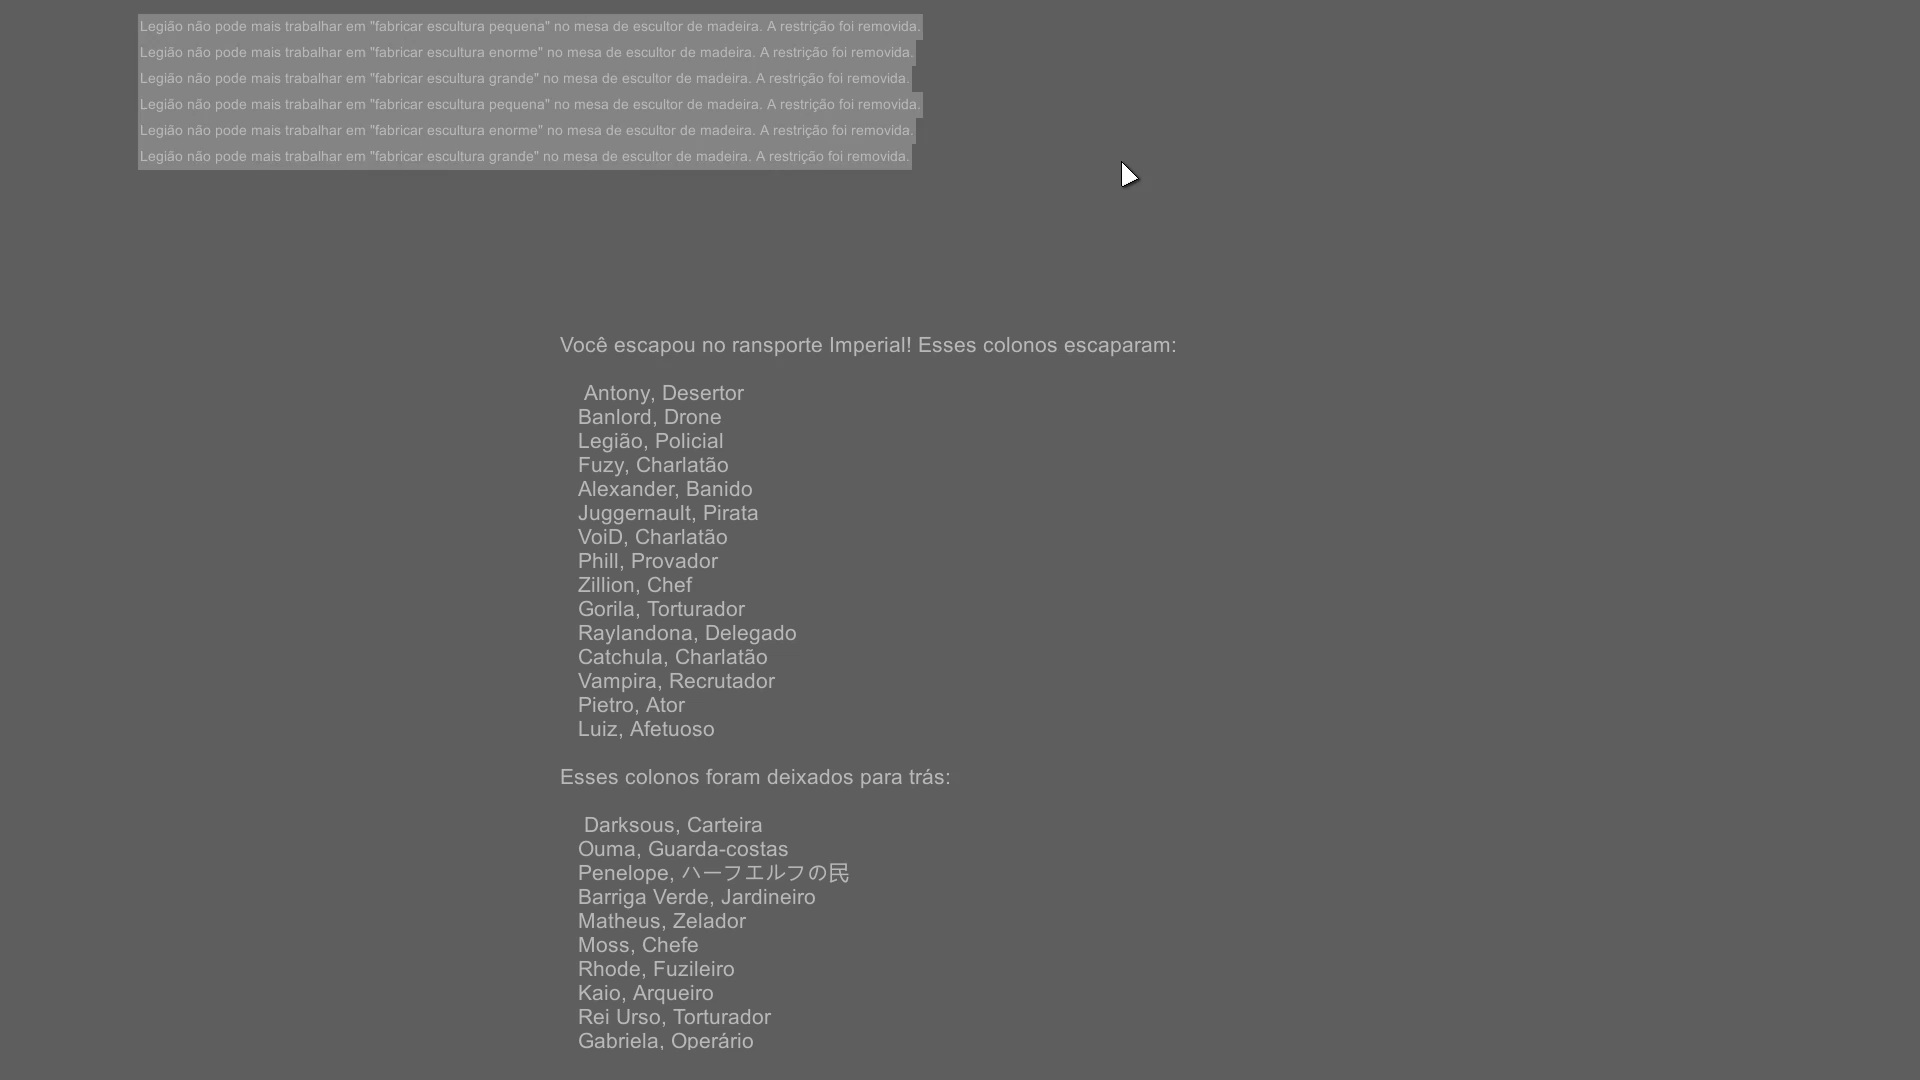 Legião não pode mais trabalhar em "fabricar escultura pequena" no mesa de escultor de madeira. A restrição foi removida.
Legião não pode mais trabalhar em "fabricar escultura enorme" no mesa de escultor de madeira. A restrição foi removida.
Legião não pode mais trabalhar em "fabricar escultura grande" no mesa de escultor de madeira. A restrição foi removida.
Legião não pode mais trabalhar em "fabricar escultura pequena" no mesa de escultor de madeira. A restrição foi removida.
Legião não pode mais trabalhar em "fabricar escultura enorme" no mesa de escultor de madeira. A restrição foi removida.
Legião não pode mais trabalhar em "fabricar escultura grande" no mesa de escultor de madeira. A restrição foi removida.
Você escapou no ransporte Imperial! Esses colonos escaparam:
Antony, Desertor
Banlord, Drone
Legião, Policial
Fuzy, Charlatão
Alexander, Banido
Juggernault, Pirata
VoiD, Charlatão
Phill, Provador
Zillion, Chef
Gorila, Torturador
Raylandona, Delegado
Catchula, Charlatão
Vampira, Recrutador
Pietro, Ator
Luiz, Afetuoso
Esses colonos foram deixados para trás:
Darksous, Carteira
Ouma, Guarda-costas
Penelope, ハーフエルフの民
Barriga Verde, Jardineiro
Matheus, Zelador
Moss, Chefe
Rhode, Fuzileiro
Kaio, Arqueiro
Rei Urso, Torturador
Gabriela, Operário